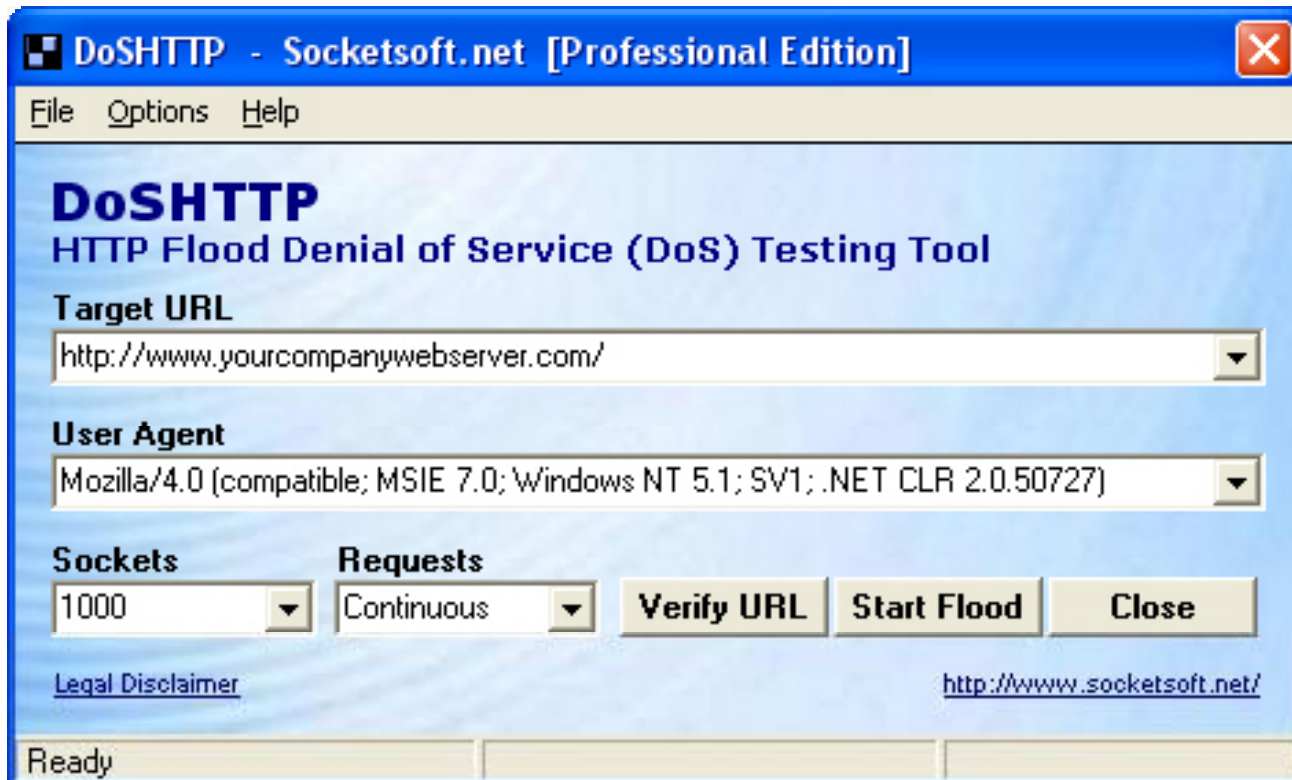 DoSHTTP - Socketsoft.net [Professional Edition]
File Options Help
DoSHTTP
HTTP Flood Denial of Service (DoS) Testing Tool
Target URL
http://www.yourcompanywebserver.com/
User Agent
Mozilla/4.0 (compatible; MSIE 7.0; Windows NT 5.1; SV1; .NET CLR 2.0.50727)
Sockets Requests
1000 Continuous Verify URL Start Flood Close
Legal Disclaimer http://www.socketsoft.net/
Ready